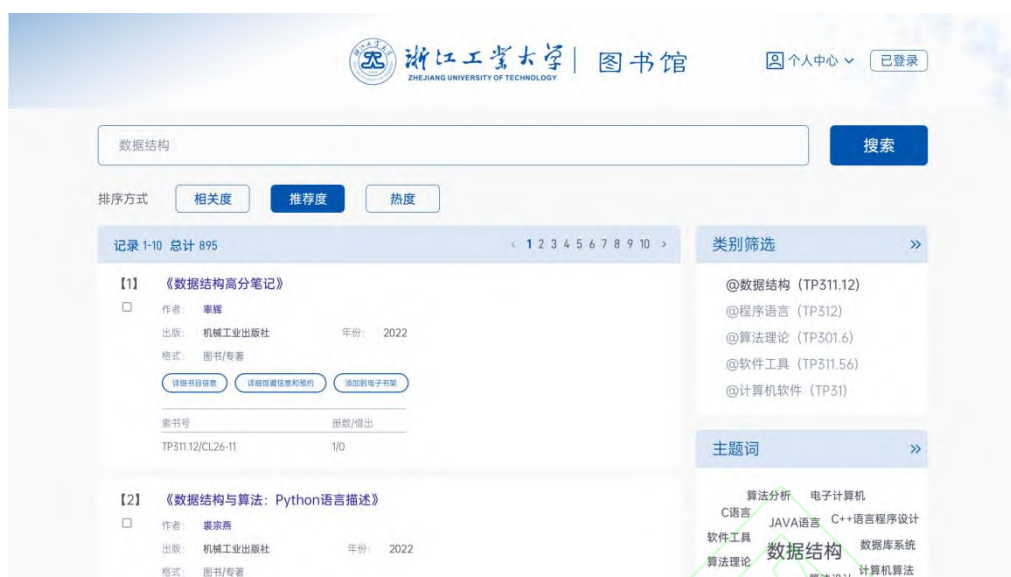 浙江工业大学 | 图书馆
ZHEJIANG UNIVERSITY OF TECHNOLOGY
个人中心
已登录
数据结构
搜索
排序方式 相关度 推荐度 热度
记录 1-10 总计 895
‹ 1 2 3 4 5 6 7 8 9 10 ›
【1】 《数据结构高分笔记》
作者: 率辉
出版: 机械工业出版社 年份: 2022
格式: 图书/专著
详细书目信息 详细馆藏信息和预约 添加到电子书架
索书号 册数/借出
TP311.12/CL26-11 1/0
【2】 《数据结构与算法: Python语言描述》
作者: 裘宗燕
出版: 机械工业出版社 年份: 2022
格式: 图书/专著
类别筛选 »
@数据结构 (TP311.12)
@程序语言 (TP312)
@算法理论 (TP301.6)
@软件工具 (TP311.56)
@计算机软件 (TP31)
主题词 »
算法分析 电子计算机
C语言 JAVA语言 C++语言程序设计
软件工具 数据结构 数据库系统
算法理论 算法设计 计算机算法